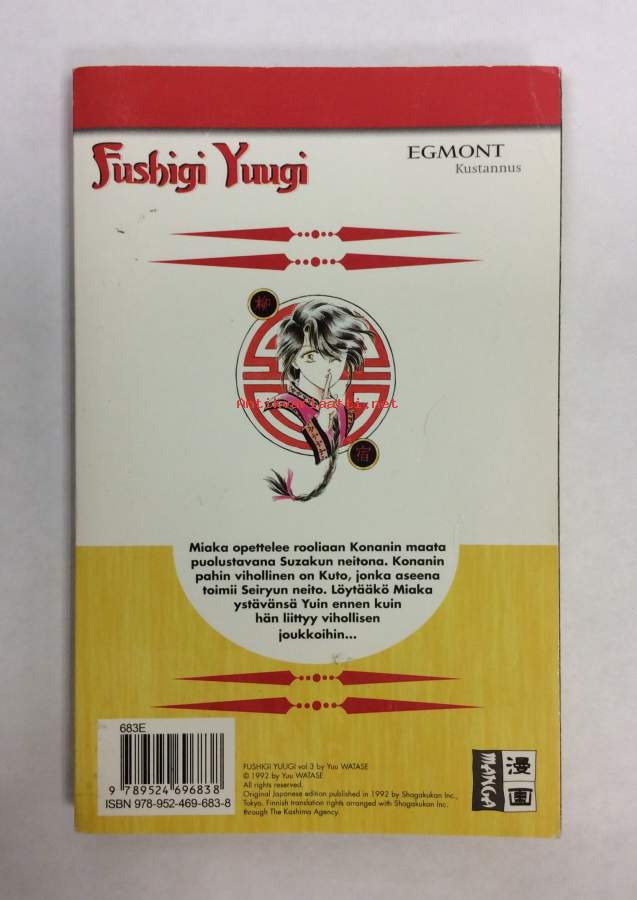 Fushigi Yuugi
EGMONT
Kustannus
柳
Antikvariaatti.net
宿
Miaka opettelee rooliaan Konanin maata
puolustavana Suzakun neitona. Konanin
pahin vihollinen on Kuto, jonka aseena
toimii Seiryun neito. Löytääkö Miaka
ystävänsä Yuin ennen kuin
hän liittyy vihollisen
joukkoihin...
683E
9 789524 696838
ISBN 978-952-469-683-8
FUSHIGI YUUGI vol.3 by Yuu WATASE
© 1992 by Yuu WATASE
All rights reserved.
Original Japanese edition published in 1992 by Shogakukan Inc.,
Tokyo. Finnish translation rights arranged with Shogakukan Inc.
through The Kashima Agency.
MANGA
漫画